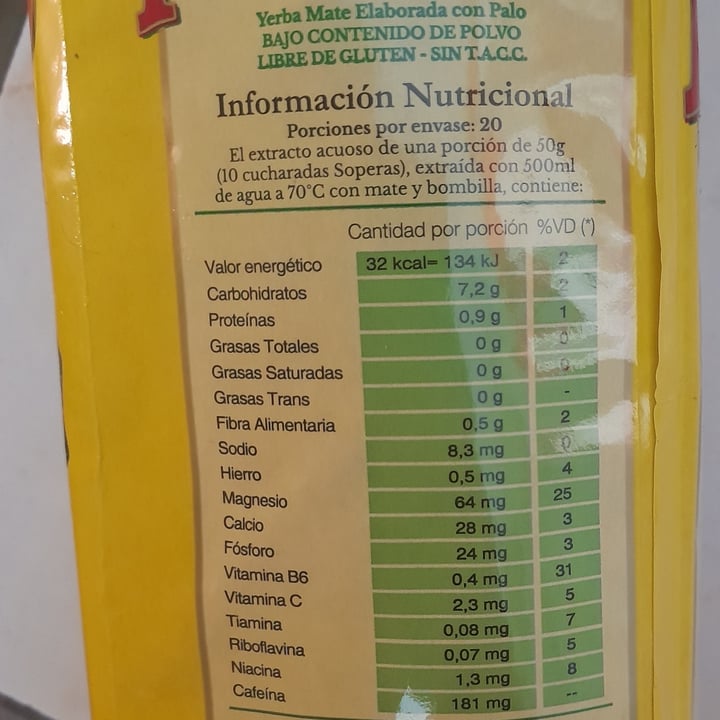 Yerba Mate Elaborada con Palo
BAJO CONTENIDO DE POLVO
LIBRE DE GLUTEN - SIN T.A.C.C.
Información Nutricional
Porciones por envase: 20
El extracto acuoso de una porción de 50g
(10 cucharadas Soperas), extraída con 500ml
de agua a 70°C con mate y bombilla, contiene:
Cantidad por porción %VD (*)
Valor energético 32 kcal= 134 kJ 2
Carbohidratos 7,2 g 2
Proteínas 0,9 g 1
Grasas Totales 0 g 0
Grasas Saturadas 0 g 0
Grasas Trans 0 g -
Fibra Alimentaria 0,5 g 2
Sodio 8,3 mg 0
Hierro 0,5 mg 4
Magnesio 64 mg 25
Calcio 28 mg 3
Fósforo 24 mg 3
Vitamina B6 0,4 mg 31
Vitamina C 2,3 mg 5
Tiamina 0,08 mg 7
Riboflavina 0,07 mg 5
Niacina 1,3 mg 8
Cafeína 181 mg --